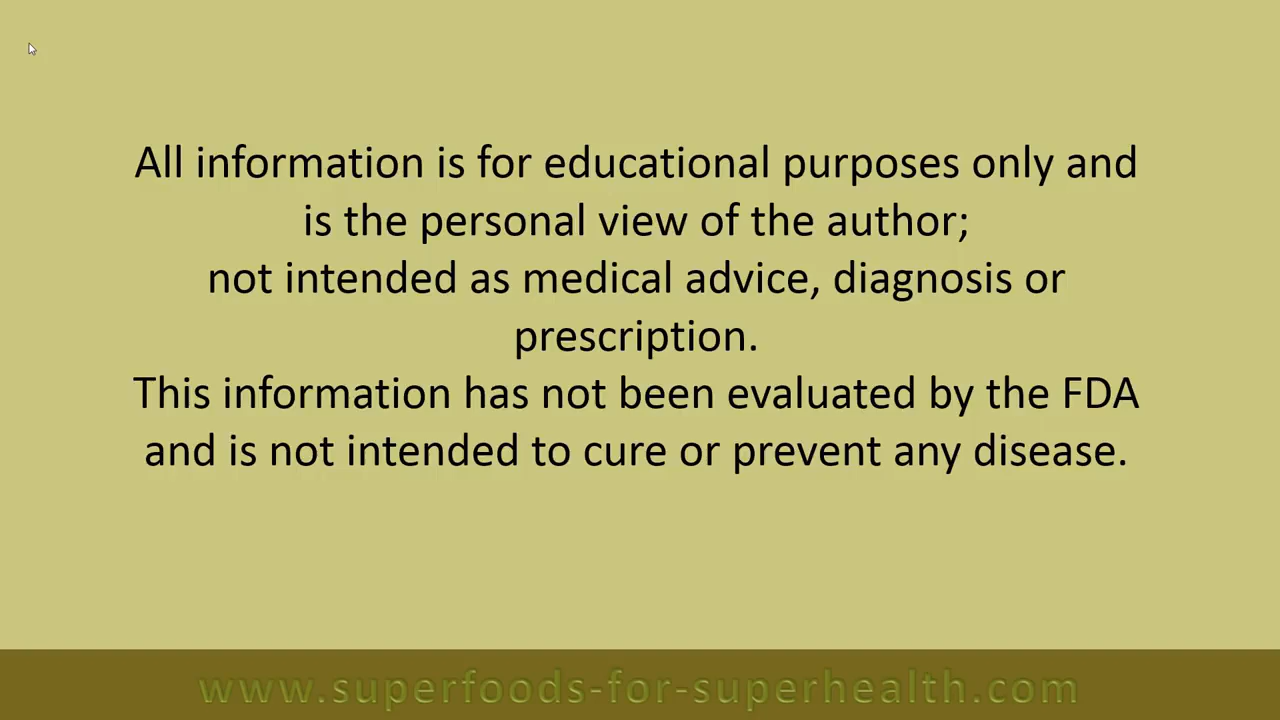 All information is for educational purposes only and
is the personal view of the author;
not intended as medical advice, diagnosis or
prescription.
This information has not been evaluated by the FDA
and is not intended to cure or prevent any disease.
www.superfoods-for-superhealth.com